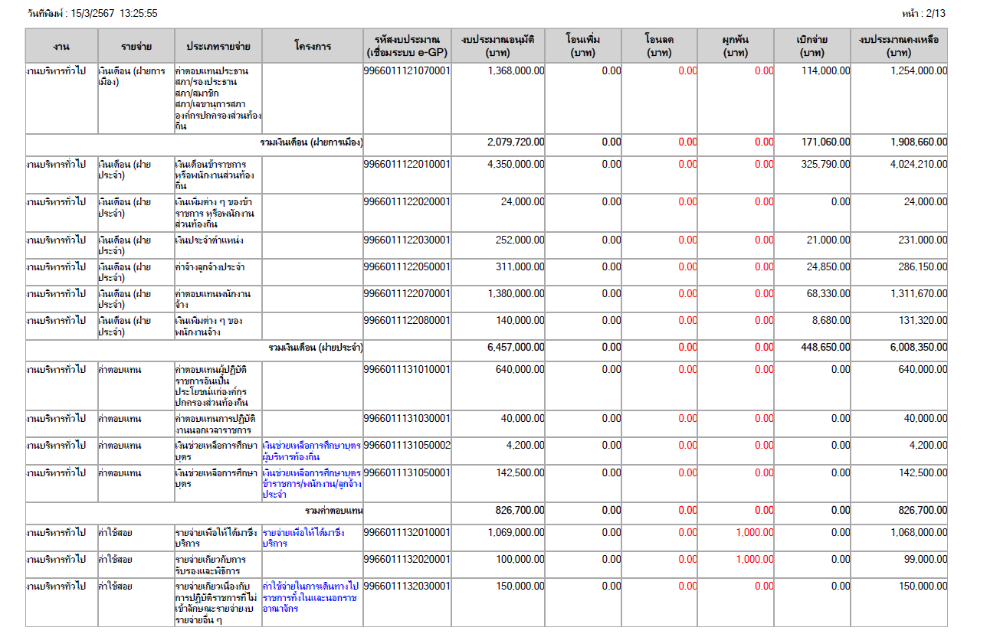 วันที่พิมพ์ : 15/3/2567 13:25:55
หน้า : 2/13
งาน รายจ่าย ประเภทรายจ่าย โครงการ รหัสงบประมาณ (เชื่อมระบบ e-GP) งบประมาณอนุมัติ (บาท) โอนเพิ่ม (บาท) โอนลด (บาท) ผูกพัน (บาท) เบิกจ่าย (บาท) งบประมาณคงเหลือ (บาท)
งานบริหารทั่วไป เงินเดือน (ฝ่ายการ ค่าตอบแทนประธาน 9966011121070001 1,368,000.00 0.00 0.00 0.00 114,000.00 1,254,000.00
เมือง) สภา/รองประธาน
สภา/สมาชิก
สภา/เลขานุการสภา
องค์กรปกครองส่วนท้อง
ถิ่น
รวมเงินเดือน (ฝ่ายการเมือง) 2,079,720.00 0.00 0.00 0.00 171,060.00 1,908,660.00
งานบริหารทั่วไป เงินเดือน (ฝ่าย เงินเดือนข้าราชการ 9966011122010001 4,350,000.00 0.00 0.00 0.00 325,790.00 4,024,210.00
ประจำ) หรือพนักงานส่วนท้อง
ถิ่น
งานบริหารทั่วไป เงินเดือน (ฝ่าย เงินเพิ่มต่าง ๆ ของข้า 9966011122020001 24,000.00 0.00 0.00 0.00 0.00 24,000.00
ประจำ) ราชการ หรือพนักงาน
ส่วนท้องถิ่น
งานบริหารทั่วไป เงินเดือน (ฝ่าย เงินประจำตำแหน่ง 9966011122030001 252,000.00 0.00 0.00 0.00 21,000.00 231,000.00
ประจำ)
งานบริหารทั่วไป เงินเดือน (ฝ่าย ค่าจ้างลูกจ้างประจำ 9966011122050001 311,000.00 0.00 0.00 0.00 24,850.00 286,150.00
ประจำ)
งานบริหารทั่วไป เงินเดือน (ฝ่าย ค่าตอบแทนพนักงาน 9966011122070001 1,380,000.00 0.00 0.00 0.00 68,330.00 1,311,670.00
ประจำ) จ้าง
งานบริหารทั่วไป เงินเดือน (ฝ่าย เงินเพิ่มต่าง ๆ ของ 9966011122080001 140,000.00 0.00 0.00 0.00 8,680.00 131,320.00
ประจำ) พนักงานจ้าง
รวมเงินเดือน (ฝ่ายประจำ) 6,457,000.00 0.00 0.00 0.00 448,650.00 6,008,350.00
งานบริหารทั่วไป ค่าตอบแทน ค่าตอบแทนผู้ปฏิบัติ 9966011131010001 640,000.00 0.00 0.00 0.00 0.00 640,000.00
ราชการอันเป็น
ประโยชน์แก่องค์กร
ปกครองส่วนท้องถิ่น
งานบริหารทั่วไป ค่าตอบแทน ค่าตอบแทนการปฏิบัติ 9966011131030001 40,000.00 0.00 0.00 0.00 0.00 40,000.00
งานนอกเวลาราชการ
งานบริหารทั่วไป ค่าตอบแทน เงินช่วยเหลือการศึกษา เงินช่วยเหลือการศึกษาบุตร 9966011131050002 4,200.00 0.00 0.00 0.00 0.00 4,200.00
บุตร ผู้บริหารท้องถิ่น
งานบริหารทั่วไป ค่าตอบแทน เงินช่วยเหลือการศึกษา เงินช่วยเหลือการศึกษาบุตร 9966011131050001 142,500.00 0.00 0.00 0.00 0.00 142,500.00
บุตร ข้าราชการ/พนักงาน/ลูกจ้าง
ประจำ
รวมค่าตอบแทน 826,700.00 0.00 0.00 0.00 0.00 826,700.00
งานบริหารทั่วไป ค่าใช้สอย รายจ่ายเพื่อให้ได้มาซึ่ง รายจ่ายเพื่อให้ได้มาซึ่ง 9966011132010001 1,069,000.00 0.00 0.00 1,000.00 0.00 1,068,000.00
บริการ บริการ
งานบริหารทั่วไป ค่าใช้สอย รายจ่ายเกี่ยวกับการ 9966011132020001 100,000.00 0.00 0.00 1,000.00 0.00 99,000.00
รับรองและพิธีการ
งานบริหารทั่วไป ค่าใช้สอย รายจ่ายเกี่ยวเนื่องกับ ค่าใช้จ่ายในการเดินทางไป 9966011132030001 150,000.00 0.00 0.00 0.00 0.00 150,000.00
การปฏิบัติราชการที่ไม่ ราชการทั้งในและนอกราช
เข้าลักษณะรายจ่ายงบ อาณาจักร
รายจ่ายอื่น ๆ